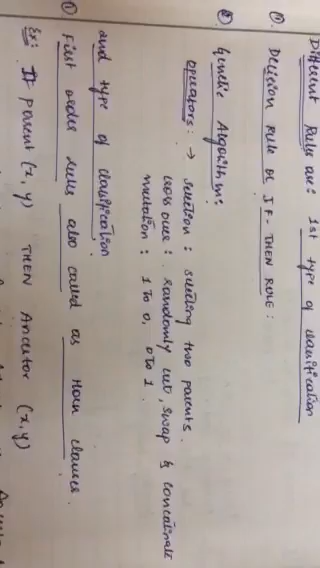 Different Rules are: 1st type of classification
① Decision Rule or IF-THEN RULE:
② Genetic Algorithm:
Operators: → Selection: selecting two parents.
cross over: Randomly cut, swap & concatinate
mutation: 1 to 0, 0 to 1.
2nd type of classification
① First order rules also called as Horn clauses.
Ex: If parent (x, y) THEN Ancestor (x, y)